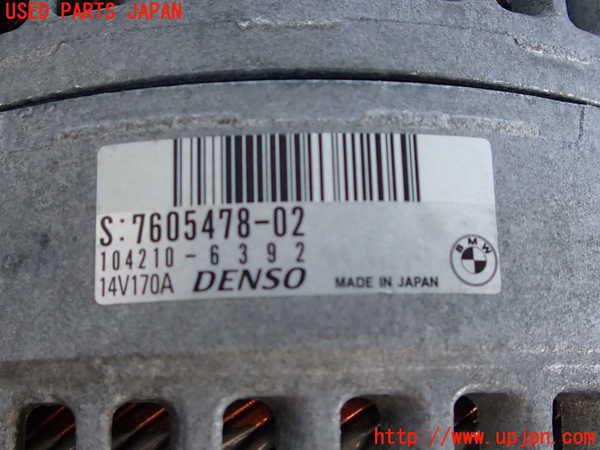 USED PARTS JAPAN
S:7605478-02
104210-6392
14V170A DENSO MADE IN JAPAN
BMW
http://www.upjpn.com/